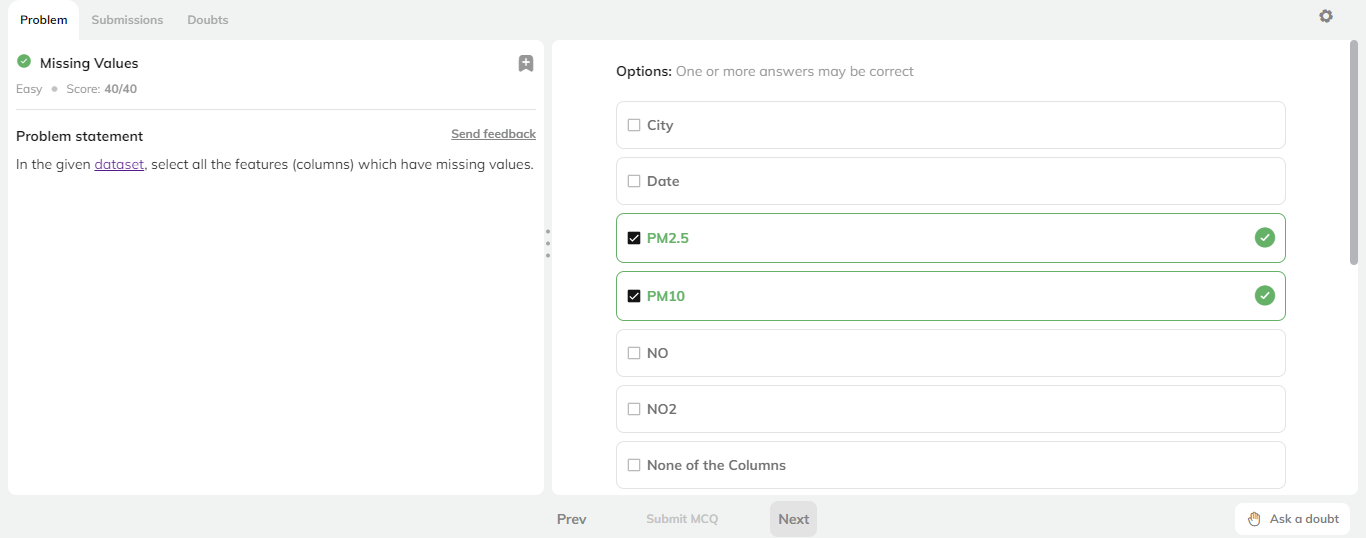 Problem
Submissions
Doubts
Missing Values
Easy
Score: 40/40
Problem statement
Send feedback
In the given dataset, select all the features (columns) which have missing values.
Options: One or more answers may be correct
City
Date
PM2.5
PM10
NO
NO2
None of the Columns
Prev
Submit MCQ
Next
Ask a doubt